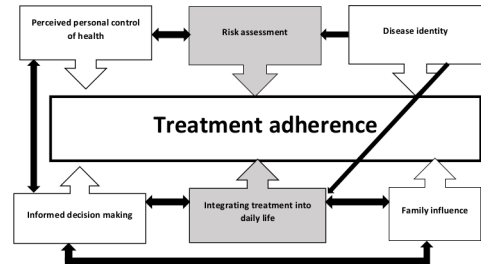 Perceived personal control
of health
Risk assessment
Disease identity
Treatment adherence
Informed decision making
Integrating treatment into
daily life
Family influence